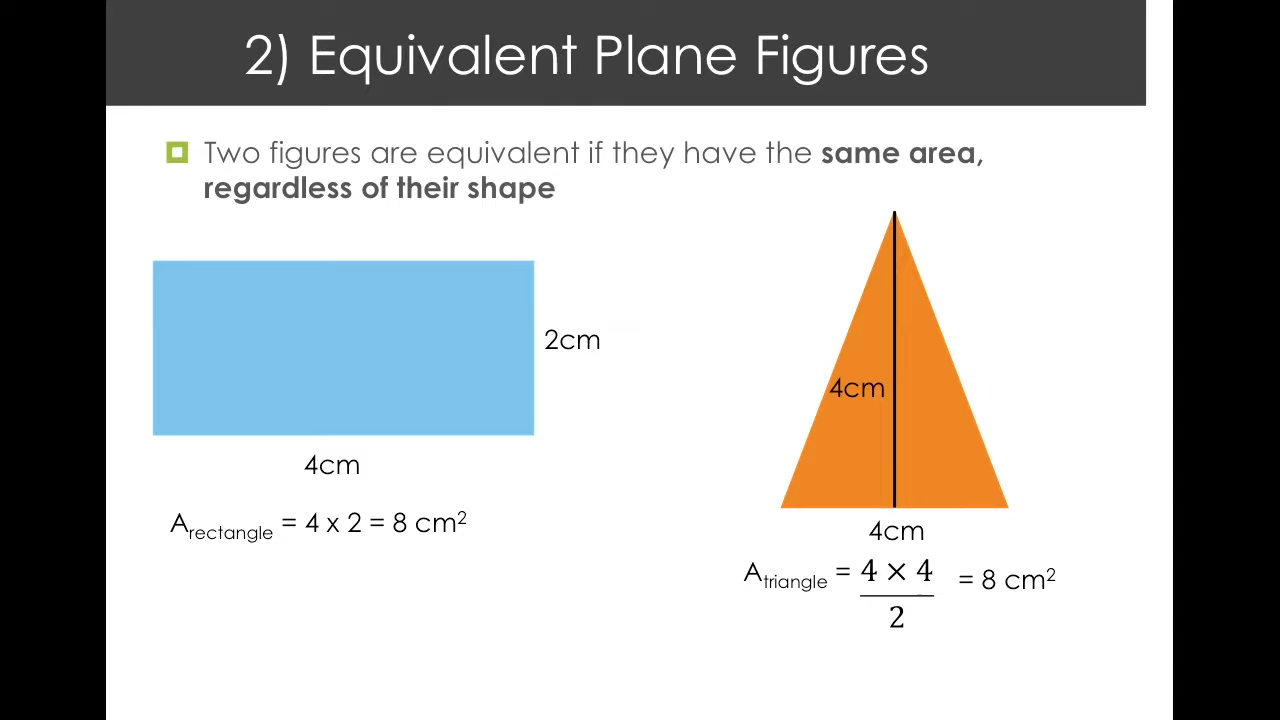 2) Equivalent Plane Figures
Two figures are equivalent if they have the same area,
regardless of their shape
2cm
4cm
A rectangle = 4 x 2 = 8 cm²
4cm
4cm
A triangle = 4 × 4 / 2 = 8 cm²